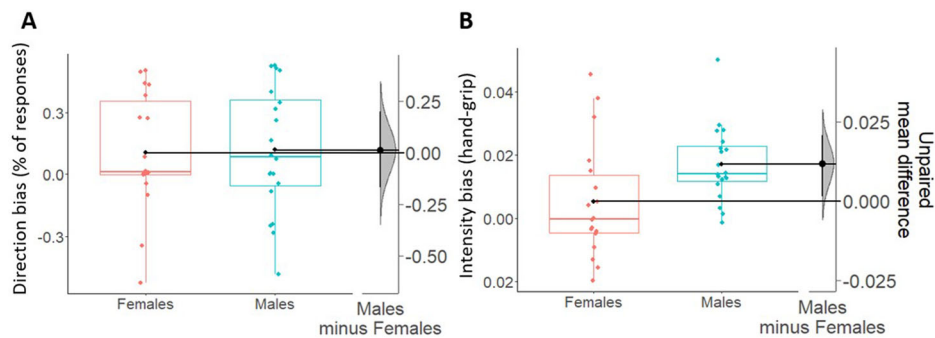 A
Direction bias (% of responses)
0.3
0.0
-0.3
Females
Males
0.25
0.00
-0.25
-0.50
Males
minus Females
B
Intensity bias (hand-grip)
0.04
0.02
0.00
0.02
Females
Males
0.025
0.000
-0.025
Unpaired
mean difference
Males
minus Females